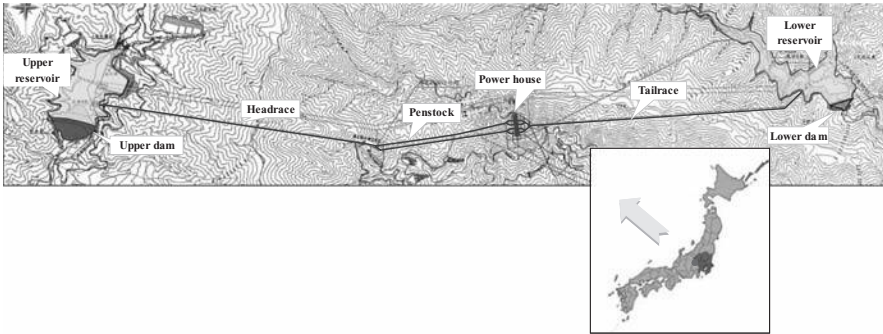 Upper
reservoir
Upper dam
Headrace
Penstock
Power house
Tailrace
Lower
reservoir
Lower dam